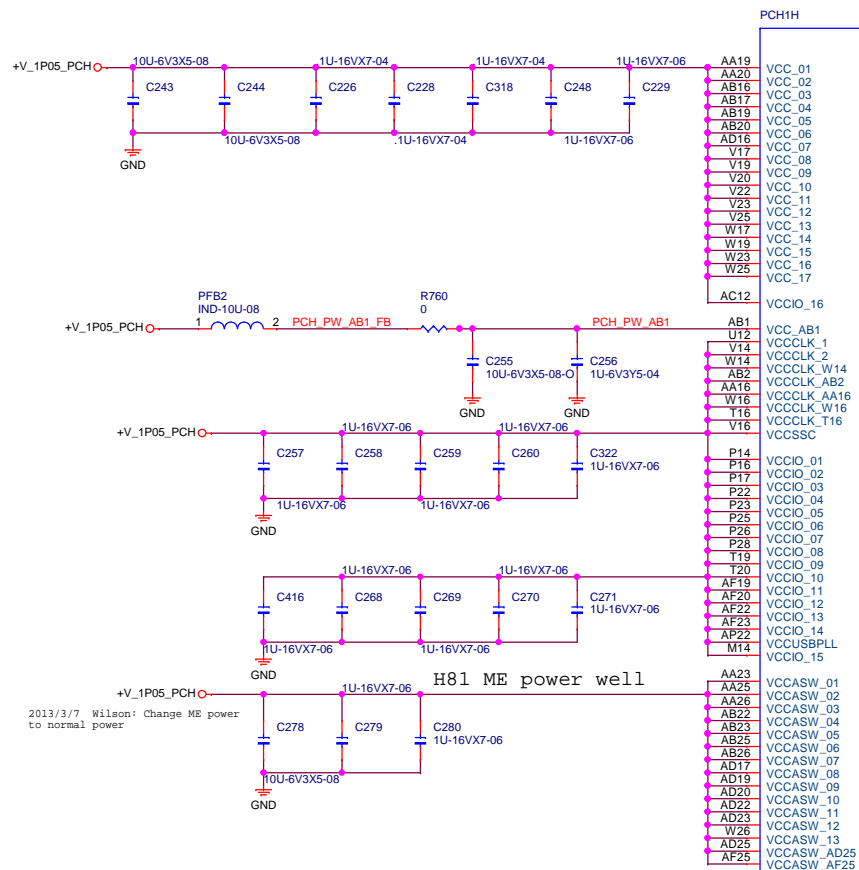 PCH1H
+V_1P05_PCH
10U-6V3X5-08
1U-16VX7-04
1U-16VX7-04
1U-16VX7-06
C243
C244
C226
C228
C318
C248
C229
10U-6V3X5-08
.1U-16VX7-04
1U-16VX7-06
GND
AA19 VCC_01
AA20 VCC_02
AB16 VCC_03
AB17 VCC_04
AB19 VCC_05
AB20 VCC_06
AD16 VCC_07
V17 VCC_08
V19 VCC_09
V20 VCC_10
V22 VCC_11
V23 VCC_12
V25 VCC_13
W17 VCC_14
W19 VCC_15
W23 VCC_16
W25 VCC_17
AC12 VCCIO_16
PFB2
IND-10U-08
+V_1P05_PCH
1
2
PCH_PW_AB1_FB
R760
0
PCH_PW_AB1
C255
10U-6V3X5-08-O
C256
1U-6V3Y5-04
GND
GND
AB1 VCC_AB1
U12 VCCCLK_1
V14 VCCCLK_2
W14 VCCCLK_W14
AB2 VCCCLK_AB2
AA16 VCCCLK_AA16
W16 VCCCLK_W16
T16 VCCCLK_T16
V16 VCCSSC
+V_1P05_PCH
1U-16VX7-06
1U-16VX7-06
C257
C258
C259
C260
C322
1U-16VX7-06
1U-16VX7-06
1U-16VX7-06
GND
P14 VCCIO_01
P16 VCCIO_02
P17 VCCIO_03
P22 VCCIO_04
P23 VCCIO_05
P25 VCCIO_06
P26 VCCIO_07
P28 VCCIO_08
T19 VCCIO_09
T20 VCCIO_10
AF19 VCCIO_11
AF20 VCCIO_12
AF22 VCCIO_13
AF23 VCCIO_14
AP22 VCCUSBPLL
M14 VCCIO_15
1U-16VX7-06
1U-16VX7-06
C416
C268
C269
C270
C271
1U-16VX7-06
1U-16VX7-06
1U-16VX7-06
GND
H81 ME power well
+V_1P05_PCH
1U-16VX7-06
2013/3/7 Wilson: Change ME power
to normal power
C278
C279
C280
1U-16VX7-06
10U-6V3X5-08
GND
AA23 VCCASW_01
AA25 VCCASW_02
AA26 VCCASW_03
AB22 VCCASW_04
AB23 VCCASW_05
AB25 VCCASW_06
AB26 VCCASW_07
AD17 VCCASW_08
AD19 VCCASW_09
AD20 VCCASW_10
AD22 VCCASW_11
AD23 VCCASW_12
W26 VCCASW_13
AD25 VCCASW_AD25
AF25 VCCASW_AF25